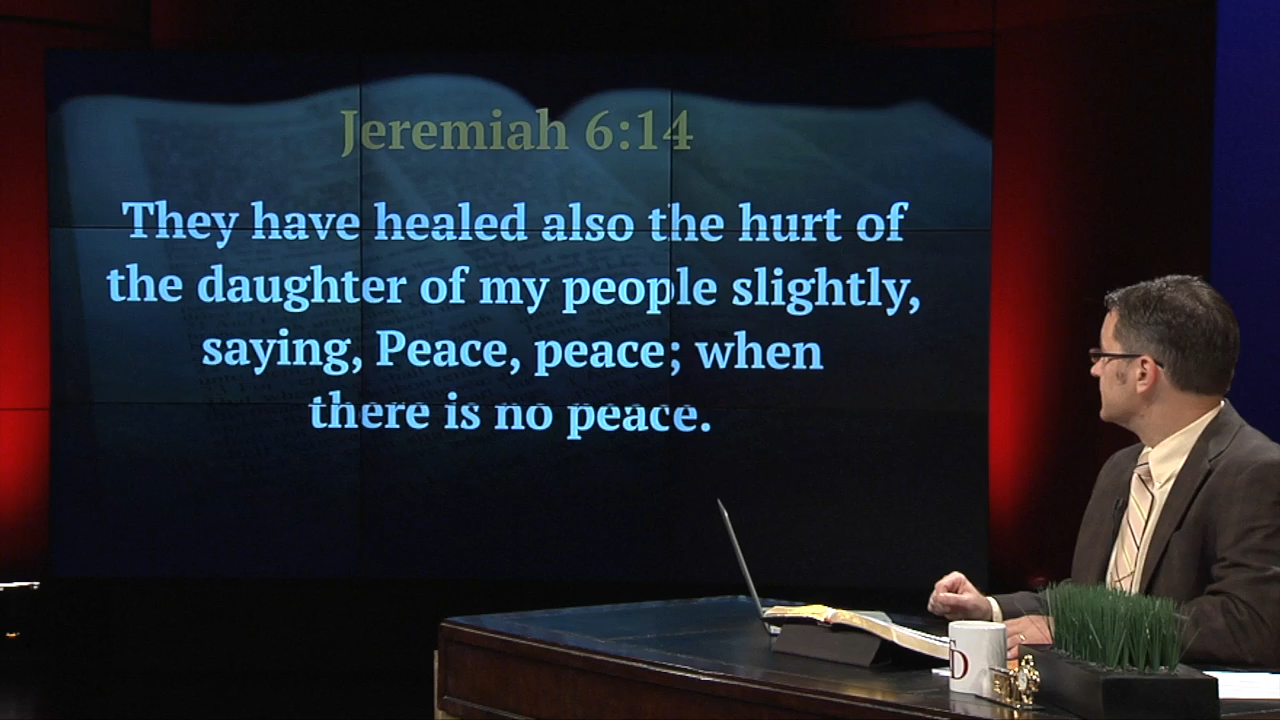 Jeremiah 6:14
They have healed also the hurt of
the daughter of my people slightly,
saying, Peace, peace; when
there is no peace.
D